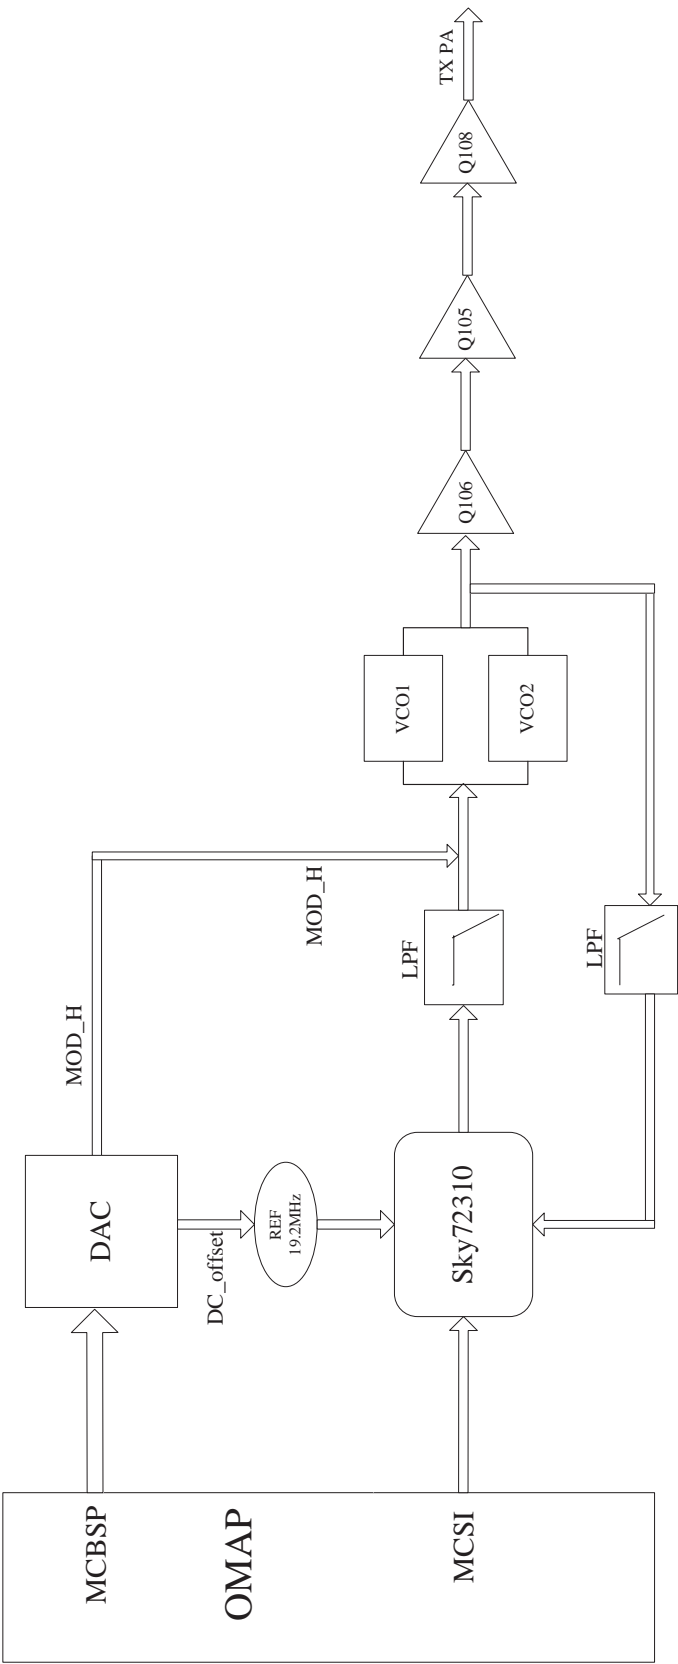 MCBSP
OMAP
MCSI
DAC
MOD_H
DC_offset
REF
19.2MHz
Sky72310
MOD_H
LPF
LPF
VCO1
VCO2
Q106
Q105
Q108
TX PA